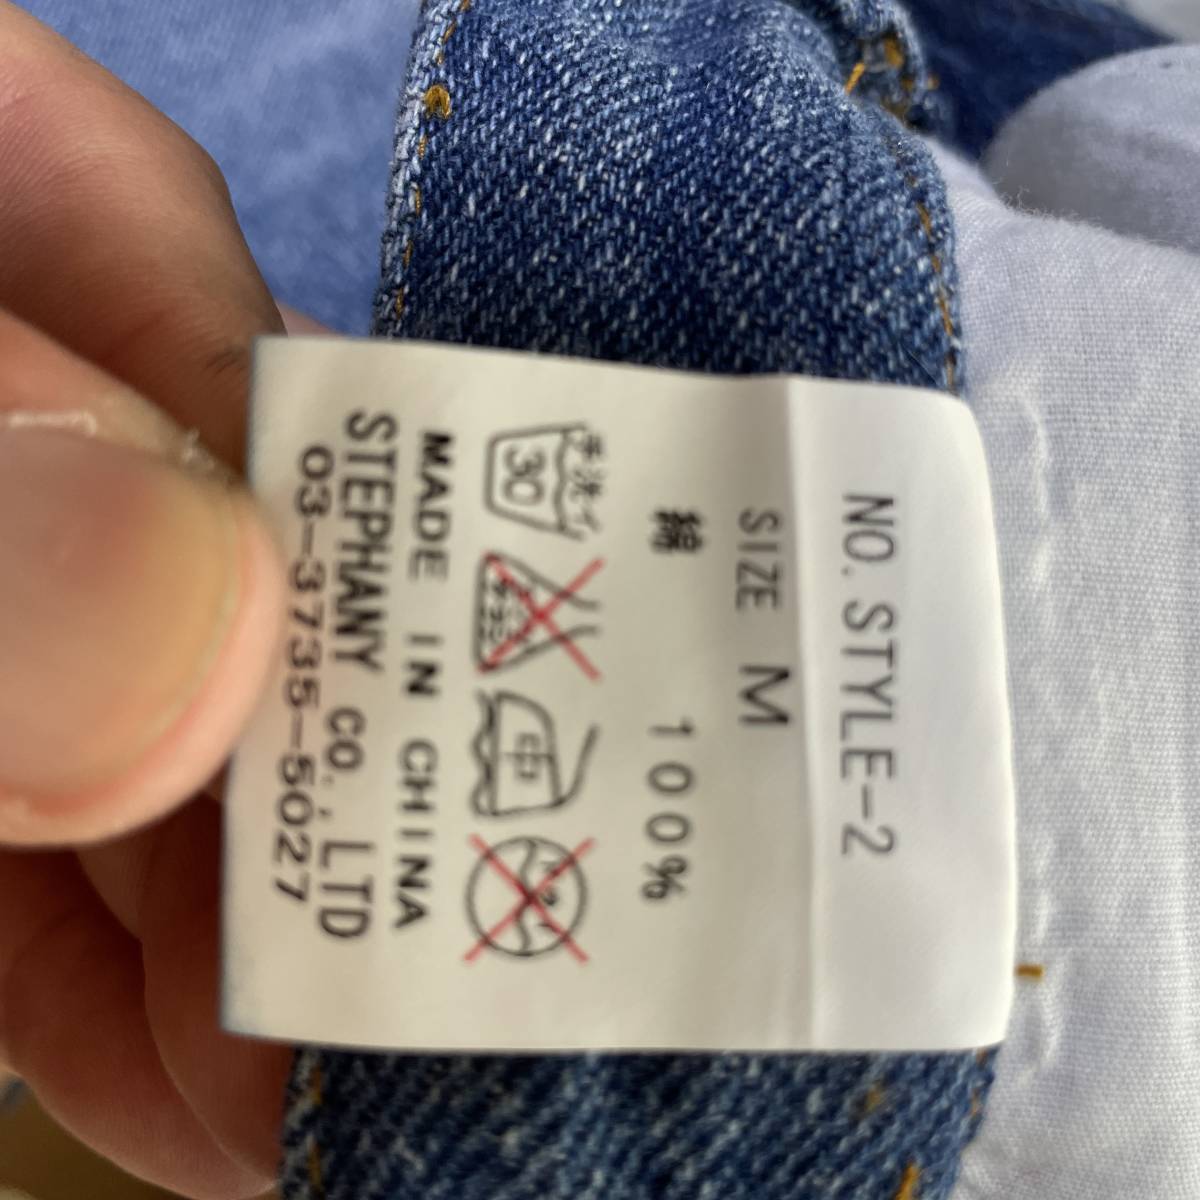 NO. STYLE-2
SIZE M
綿 100%
手洗イ
30
中
MADE IN CHINA
STEPHANY CO.,LTD
03-3735-5027